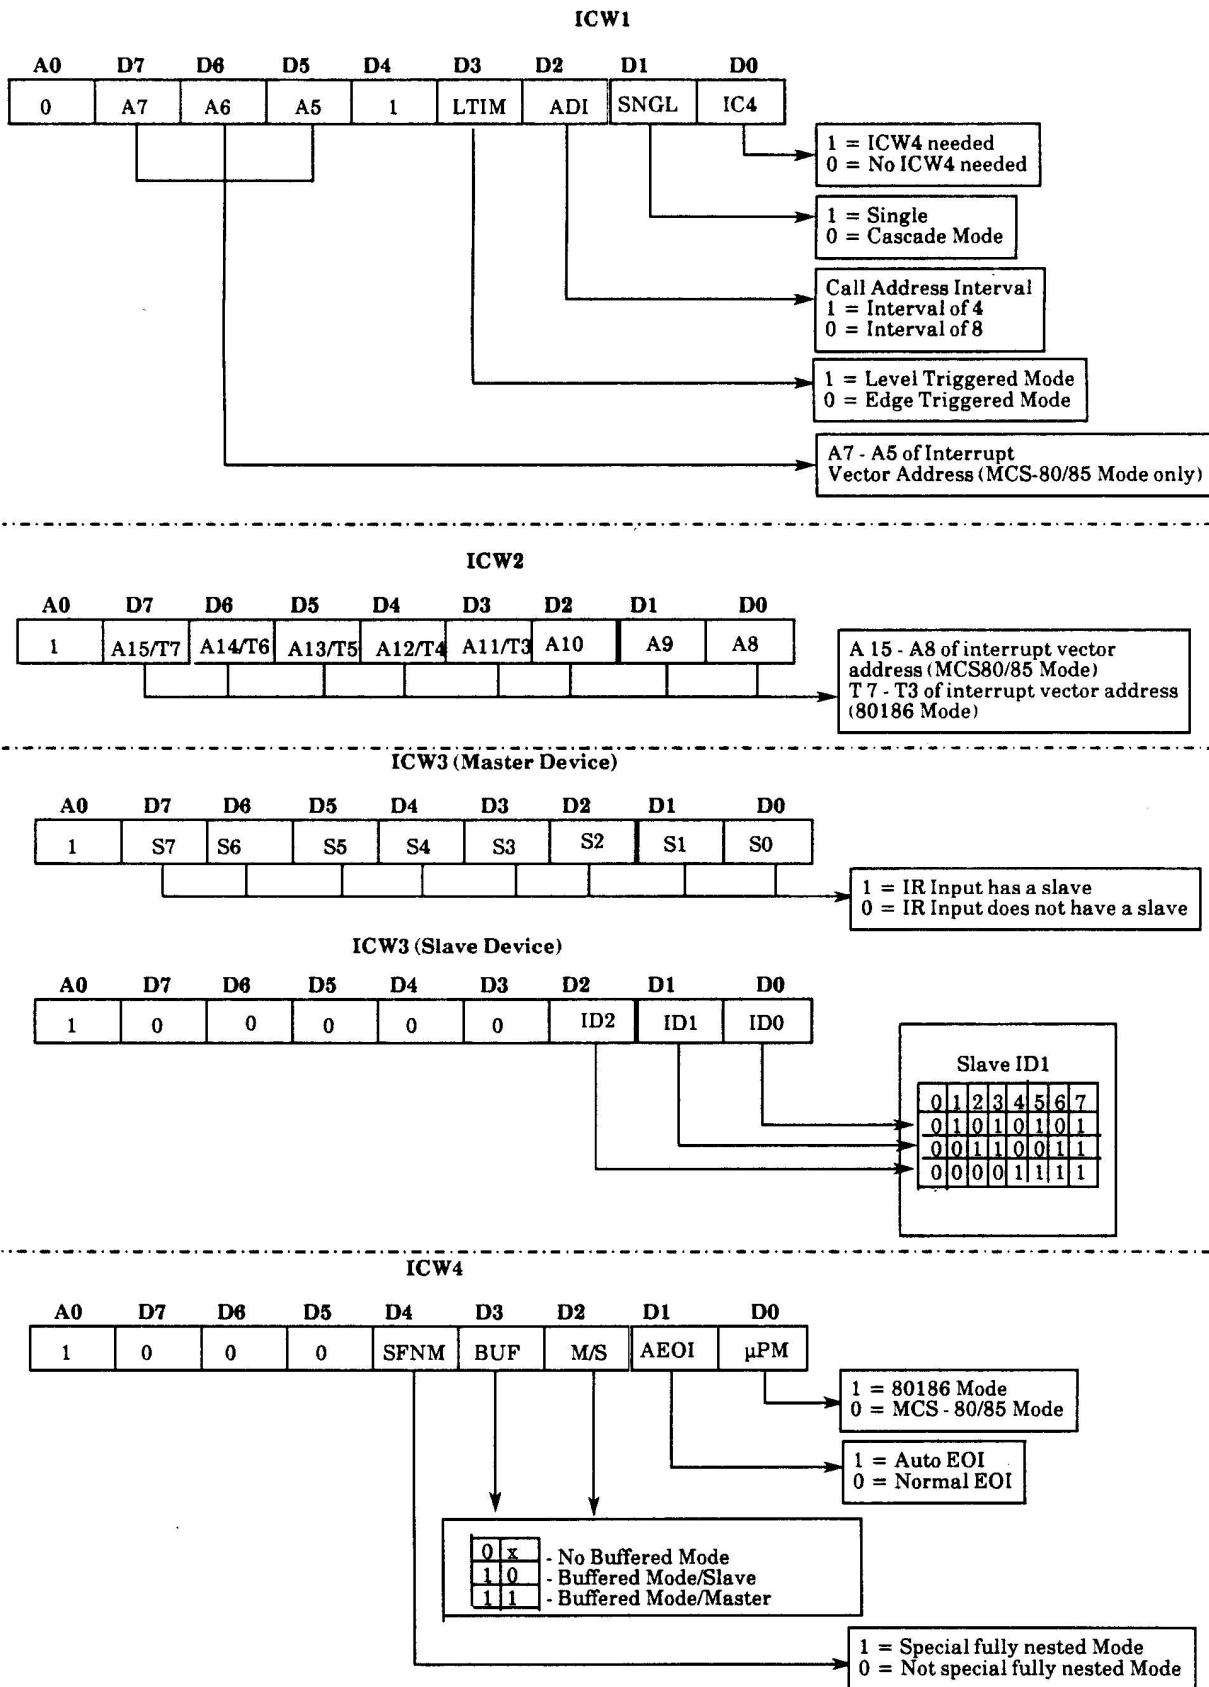 ICW1
A0 D7 D6 D5 D4 D3 D2 D1 D0
0 A7 A6 A5 1 LTIM ADI SNGL IC4
1 = ICW4 needed
0 = No ICW4 needed
1 = Single
0 = Cascade Mode
Call Address Interval
1 = Interval of 4
0 = Interval of 8
1 = Level Triggered Mode
0 = Edge Triggered Mode
A7 - A5 of Interrupt
Vector Address (MCS-80/85 Mode only)
ICW2
A0 D7 D6 D5 D4 D3 D2 D1 D0
1 A15/T7 A14/T6 A13/T5 A12/T4 A11/T3 A10 A9 A8
A 15 - A8 of interrupt vector
address (MCS80/85 Mode)
T 7 - T3 of interrupt vector address
(80186 Mode)
ICW3 (Master Device)
A0 D7 D6 D5 D4 D3 D2 D1 D0
1 S7 S6 S5 S4 S3 S2 S1 S0
1 = IR Input has a slave
0 = IR Input does not have a slave
ICW3 (Slave Device)
A0 D7 D6 D5 D4 D3 D2 D1 D0
1 0 0 0 0 0 ID2 ID1 ID0
Slave ID1
0 1 2 3 4 5 6 7
0 1 0 1 0 1 0 1
0 0 1 1 0 0 1 1
0 0 0 0 1 1 1 1
ICW4
A0 D7 D6 D5 D4 D3 D2 D1 D0
1 0 0 0 SFNM BUF M/S AEOI µPM
1 = 80186 Mode
0 = MCS - 80/85 Mode
1 = Auto EOI
0 = Normal EOI
0 x - No Buffered Mode
1 0 - Buffered Mode/Slave
1 1 - Buffered Mode/Master
1 = Special fully nested Mode
0 = Not special fully nested Mode